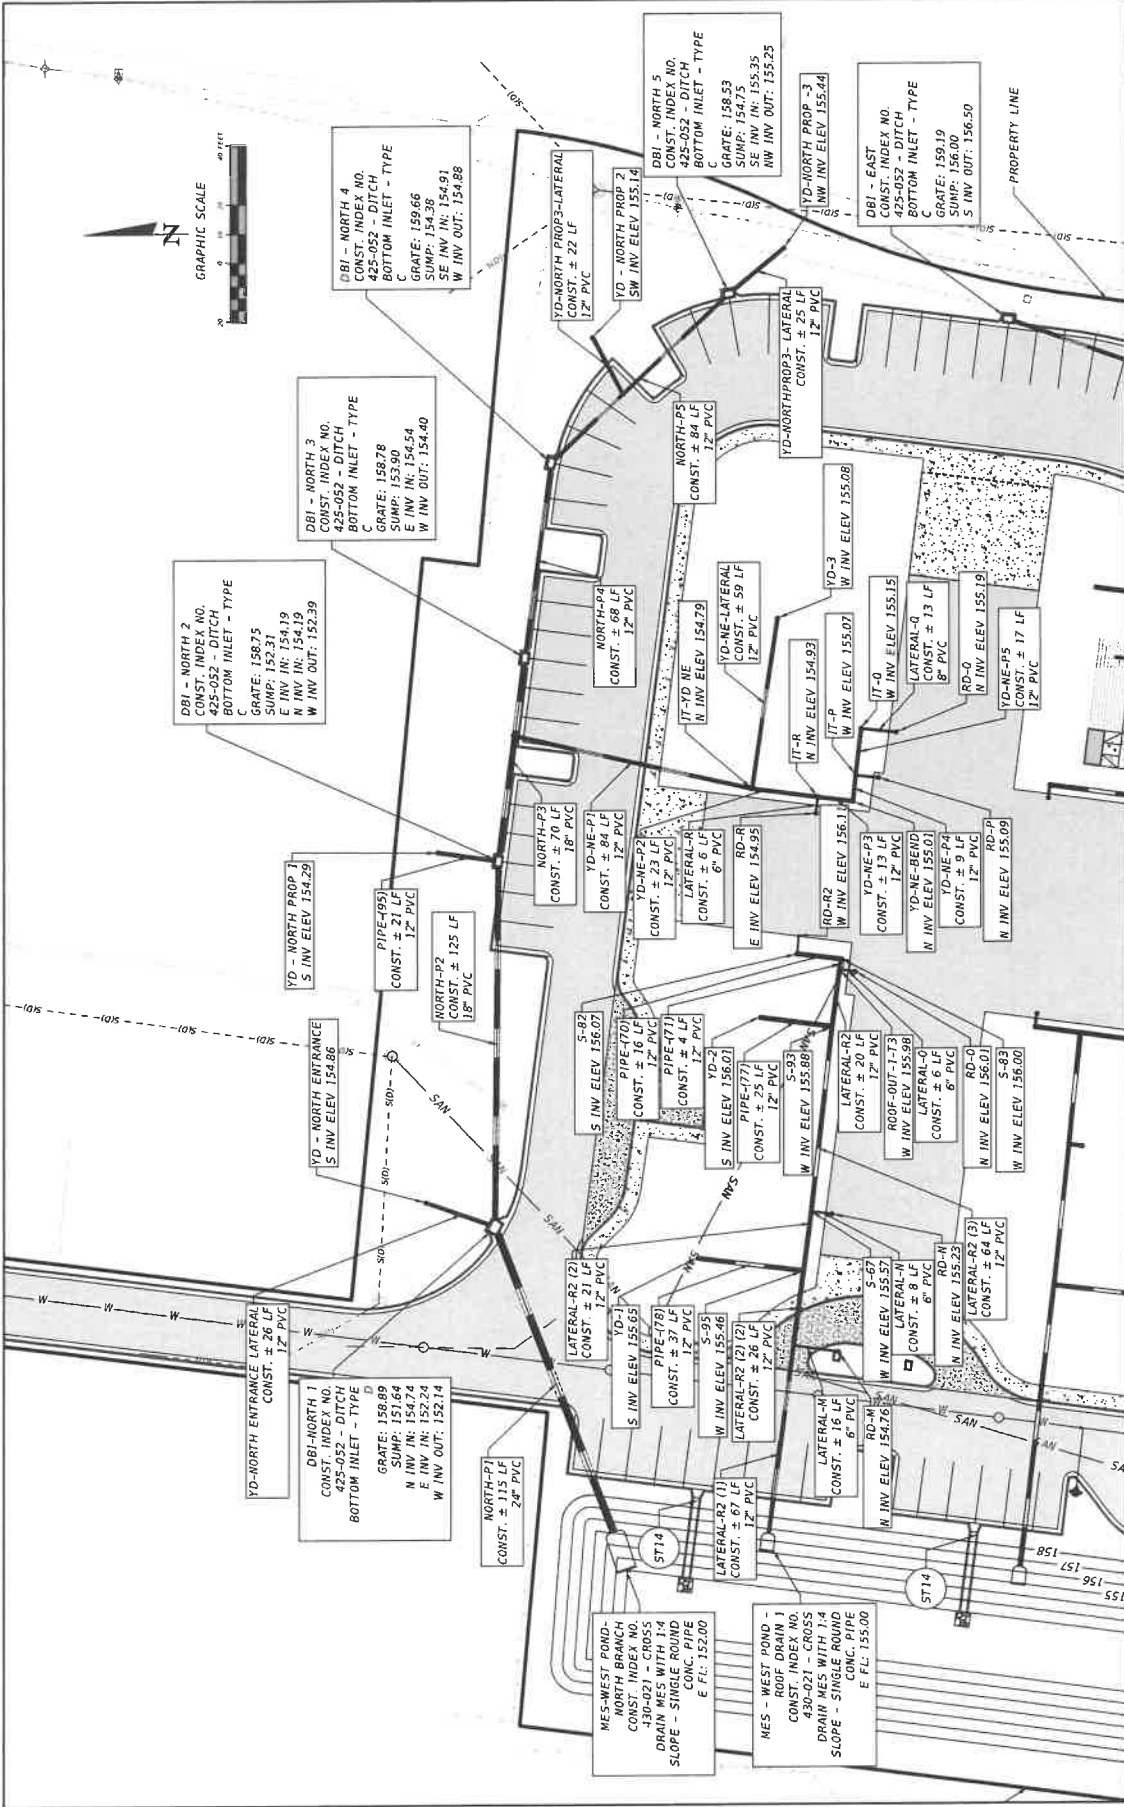 GRAPHIC SCALE
20
0
10
20
40 FEET
N
DBI - NORTH 4
CONST. INDEX NO.
425-052 - DITCH
BOTTOM INLET - TYPE
C
GRATE: 159.66
SUMP: 154.38
SE INV IN: 154.91
W INV OUT: 154.88
DBI - NORTH 5
CONST. INDEX NO.
425-052 - DITCH
BOTTOM INLET - TYPE
C
GRATE: 158.53
SUMP: 154.75
SE INV IN: 155.35
NW INV OUT: 155.25
YD-NORTH PROP3-LATERAL
CONST. ± 22 LF
12" PVC
YD - NORTH PROP 2
SW INV ELEV 155.14
YD-NORTH PROP -3
NW INV ELEV 155.44
DBI - EAST
CONST. INDEX NO.
425-052 - DITCH
BOTTOM INLET - TYPE
C
GRATE: 159.19
SUMP: 156.00
S INV OUT: 156.50
PROPERTY LINE
DBI - NORTH 3
CONST. INDEX NO.
425-052 - DITCH
BOTTOM INLET - TYPE
C
GRATE: 158.78
SUMP: 153.90
E INV IN: 154.54
W INV OUT: 154.40
DBI - NORTH 2
CONST. INDEX NO.
425-052 - DITCH
BOTTOM INLET - TYPE
C
GRATE: 158.75
SUMP: 152.31
E INV IN: 154.19
N INV IN: 154.19
W INV OUT: 152.39
NORTH-P5
CONST. ± 84 LF
12" PVC
YD-NORTHPROP3- LATERAL
CONST. ± 25 LF
12" PVC
NORTH-P4
CONST. ± 68 LF
12" PVC
IT-YD NE
N INV ELEV 154.79
YD-NE-LATERAL
CONST. ± 59 LF
12" PVC
YD-3
W INV ELEV 155.08
IT-R
N INV ELEV 154.93
IT-P
W INV ELEV 155.07
IT-Q
W INV ELEV 155.15
LATERAL-Q
CONST. ± 13 LF
8" PVC
RD-Q
N INV ELEV 155.19
YD-NE-P5
CONST. ± 17 LF
12" PVC
YD - NORTH PROP 1
S INV ELEV 154.29
PIPE-(95)
CONST. ± 21 LF
12" PVC
NORTH-P2
CONST. ± 125 LF
18" PVC
NORTH-P3
CONST. ± 70 LF
18" PVC
YD-NE-P1
CONST. ± 84 LF
12" PVC
YD-NE-P2
CONST. ± 23 LF
12" PVC
LATERAL-R
CONST. ± 6 LF
6" PVC
RD-R
E INV ELEV 154.95
RD-R2
W INV ELEV 156.11
YD-NE-P3
CONST. ± 13 LF
12" PVC
YD-NE-BEND
N INV ELEV 155.01
YD-NE-P4
CONST. ± 9 LF
12" PVC
RD-P
N INV ELEV 155.09
YD - NORTH ENTRANCE
S INV ELEV 154.86
S-82
S INV ELEV 156.07
PIPE-(70)
CONST. ± 16 LF
12" PVC
PIPE-(71)
CONST. ± 4 LF
12" PVC
YD-2
S INV ELEV 156.01
PIPE-(77)
CONST. ± 25 LF
12" PVC
S-93
W INV ELEV 155.88
LATERAL-R2
CONST. ± 20 LF
12" PVC
ROOF-OUT-1-T3
W INV ELEV 155.98
LATERAL-O
CONST. ± 6 LF
6" PVC
RD-O
N INV ELEV 156.01
S-83
W INV ELEV 156.00
YD-NORTH ENTRANCE LATERAL
CONST. ± 26 LF
12" PVC
DBI-NORTH 1
CONST. INDEX NO.
425-052 - DITCH
BOTTOM INLET - TYPE
D
GRATE: 158.89
SUMP: 151.64
N INV IN: 154.74
E INV IN: 152.24
W INV OUT: 152.14
NORTH-P1
CONST. ± 115 LF
24" PVC
LATERAL-R2 (2)
CONST. ± 21 LF
12" PVC
YD-1
S INV ELEV 155.65
PIPE-(78)
CONST. ± 37 LF
12" PVC
S-95
W INV ELEV 155.46
LATERAL-R2 (2) (2)
CONST. ± 26 LF
12" PVC
S-67
W INV ELEV 155.57
LATERAL-N
CONST. ± 8 LF
6" PVC
RD-N
N INV ELEV 155.23
LATERAL-R2 (3)
CONST. ± 64 LF
12" PVC
LATERAL-R2 (1)
CONST. ± 67 LF
12" PVC
LATERAL-M
CONST. ± 16 LF
6" PVC
RD-M
N INV ELEV 154.76
ST14
ST14
158
157
156
155
MES-WEST POND-
NORTH BRANCH
CONST. INDEX NO.
430-021 - CROSS
DRAIN MES WITH 1:4
SLOPE - SINGLE ROUND
CONC. PIPE
E FL: 152.00
MES - WEST POND -
ROOF DRAIN 1
CONST. INDEX NO.
430-021 - CROSS
DRAIN MES WITH 1:4
SLOPE - SINGLE ROUND
CONC. PIPE
E FL: 155.00
S(D)
S(D)
S(D)
S(D)
S(D)
S(D)
S(D)
W
W
W
W
W
W
SAN
SAN
SAN
SAN
SAN
SAN
SAN
SAN